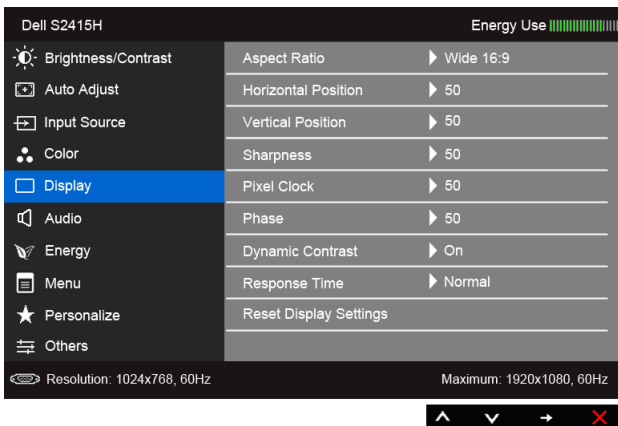 Dell S2415H Energy Use
Brightness/Contrast Aspect Ratio Wide 16:9
Auto Adjust Horizontal Position 50
Input Source Vertical Position 50
Color Sharpness 50
Display Pixel Clock 50
Audio Phase 50
Energy Dynamic Contrast On
Menu Response Time Normal
Personalize Reset Display Settings
Others
Resolution: 1024x768, 60Hz Maximum: 1920x1080, 60Hz